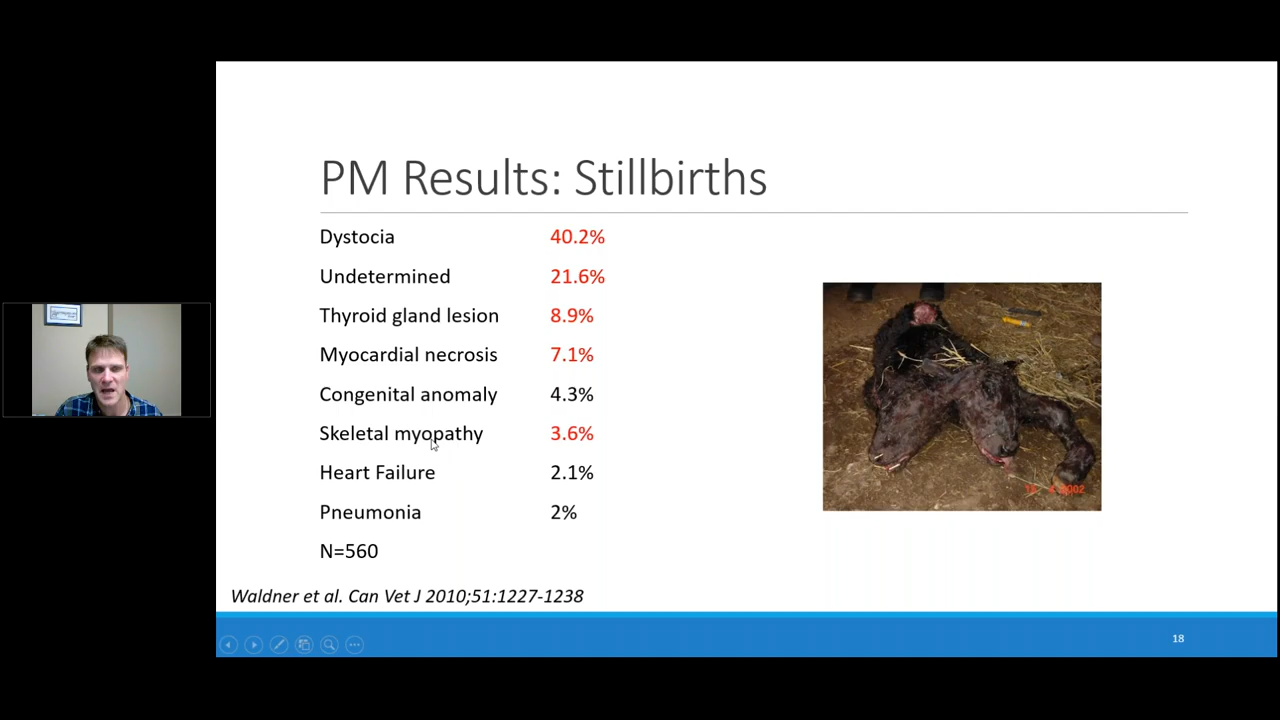 PM Results: Stillbirths
Dystocia 40.2%
Undetermined 21.6%
Thyroid gland lesion 8.9%
Myocardial necrosis 7.1%
Congenital anomaly 4.3%
Skeletal myopathy 3.6%
Heart Failure 2.1%
Pneumonia 2%
N=560
Waldner et al. Can Vet J 2010;51:1227-1238
18